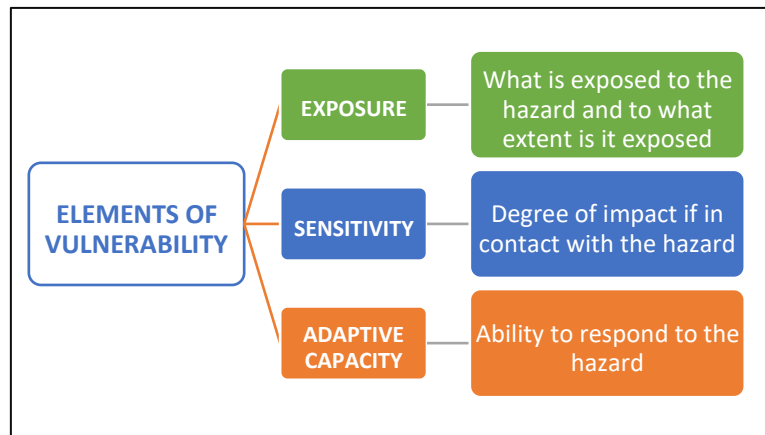 ELEMENTS OF
VULNERABILITY
EXPOSURE
What is exposed to the
hazard and to what
extent is it exposed
SENSITIVITY
Degree of impact if in
contact with the hazard
ADAPTIVE
CAPACITY
Ability to respond to the
hazard